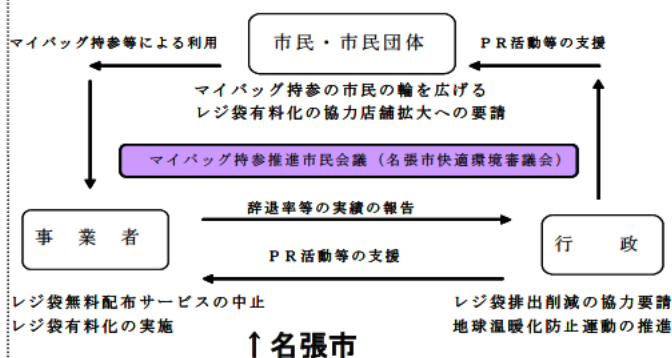 市民・市民団体
マイバッグ持参等による利用
PR活動等の支援
マイバッグ持参の市民の輪を広げる
レジ袋有料化の協力店舗拡大への要請
マイバッグ持参推進市民会議（名張市快適環境審議会）
事　業　者
辞退率等の実績の報告
行　政
PR活動等の支援
レジ袋無料配布サービスの中止
レジ袋有料化の実施
レジ袋排出削減の協力要請
地球温暖化防止運動の推進
↑名張市